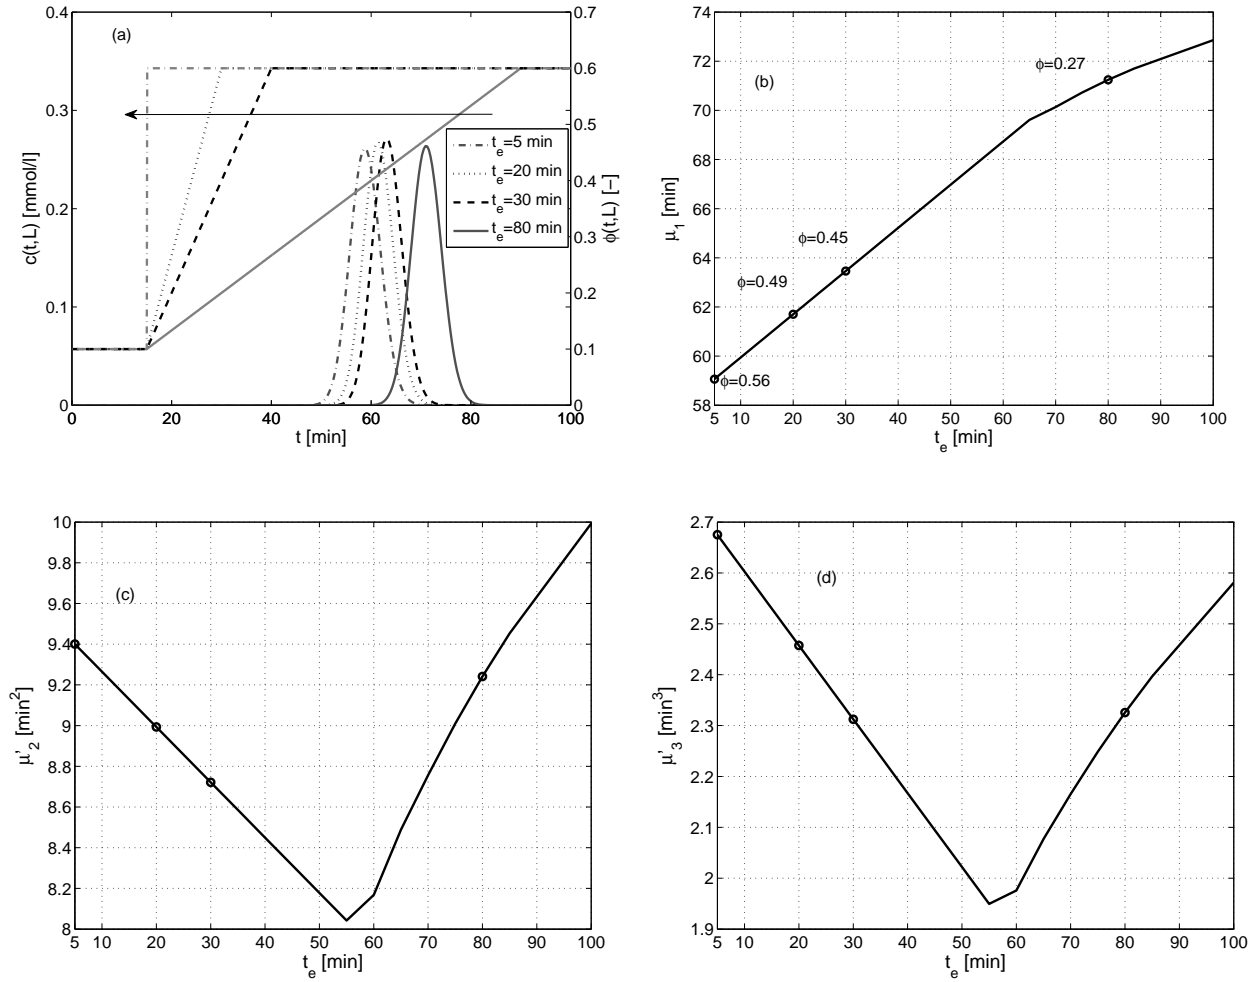 (a)
0.4
0.3
0.2
0.1
0
c(t,L) [mmol/l]
0.7
0.6
0.5
0.4
0.3
0.2
0.1
0
ϕ(t,L) [−]
t_e=5 min
t_e=20 min
t_e=30 min
t_e=80 min
0 20 40 60 80 100
t [min]
(b)
74
72
70
68
66
64
62
60
58
μ_1 [min]
ϕ=0.27
ϕ=0.45
ϕ=0.49
ϕ=0.56
5 10 20 30 40 50 60 70 80 90 100
t_e [min]
(c)
10
9.8
9.6
9.4
9.2
9
8.8
8.6
8.4
8.2
8
μ'_2 [min^2]
5 10 20 30 40 50 60 70 80 90 100
t_e [min]
(d)
2.7
2.6
2.5
2.4
2.3
2.2
2.1
2
1.9
μ'_3 [min^3]
5 10 20 30 40 50 60 70 80 90 100
t_e [min]